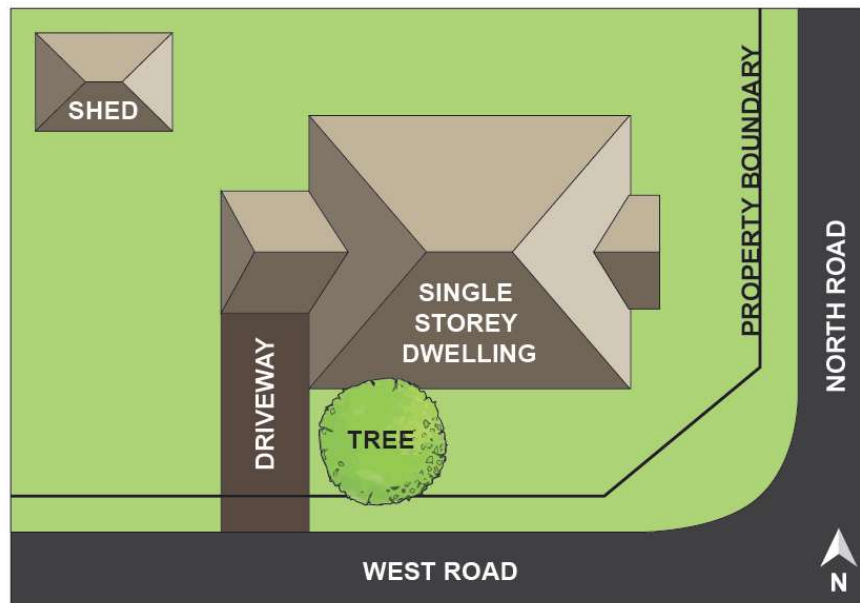 SHED
PROPERTY BOUNDARY
NORTH ROAD
SINGLE
STOREY
DWELLING
DRIVEWAY
TREE
WEST ROAD
N